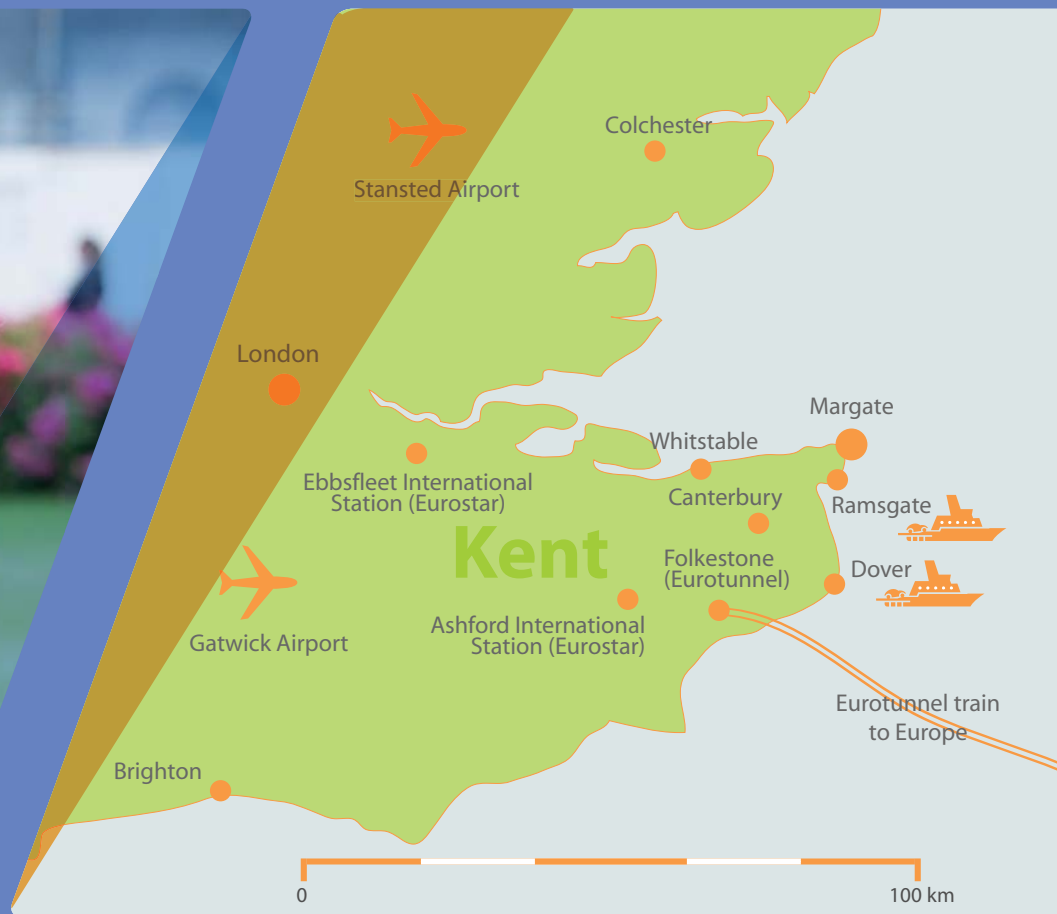 Colchester
Stansted Airport
London
Margate
Whitstable
Ebbsfleet International
Station (Eurostar)
Canterbury
Ramsgate
Kent
Folkestone
(Eurotunnel)
Dover
Ashford International
Station (Eurostar)
Gatwick Airport
Eurotunnel train
to Europe
Brighton
0
100 km